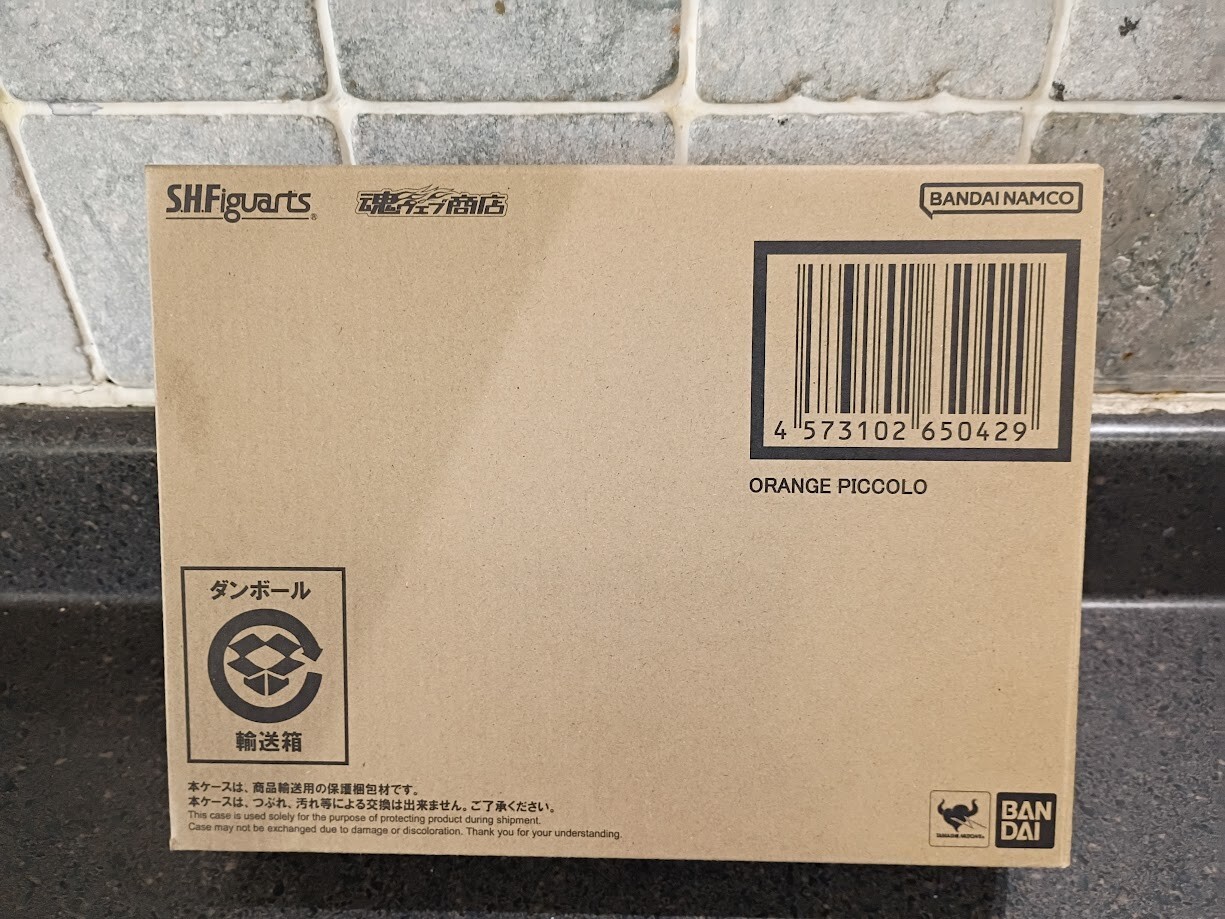 S.H.Figuarts®
魂ウェブ商店
BANDAI NAMCO
4 573102 650429
ORANGE PICCOLO
ダンボール
輸送箱
本ケースは、商品輸送用の保護梱包材です。
本ケースは、つぶれ、汚れ等による交換は出来ません。ご了承ください。
This case is used solely for the purpose of protecting product during shipment.
Case may not be exchanged due to damage or discoloration. Thank you for your understanding.
TAMASHII NATIONS
BAN
DAI